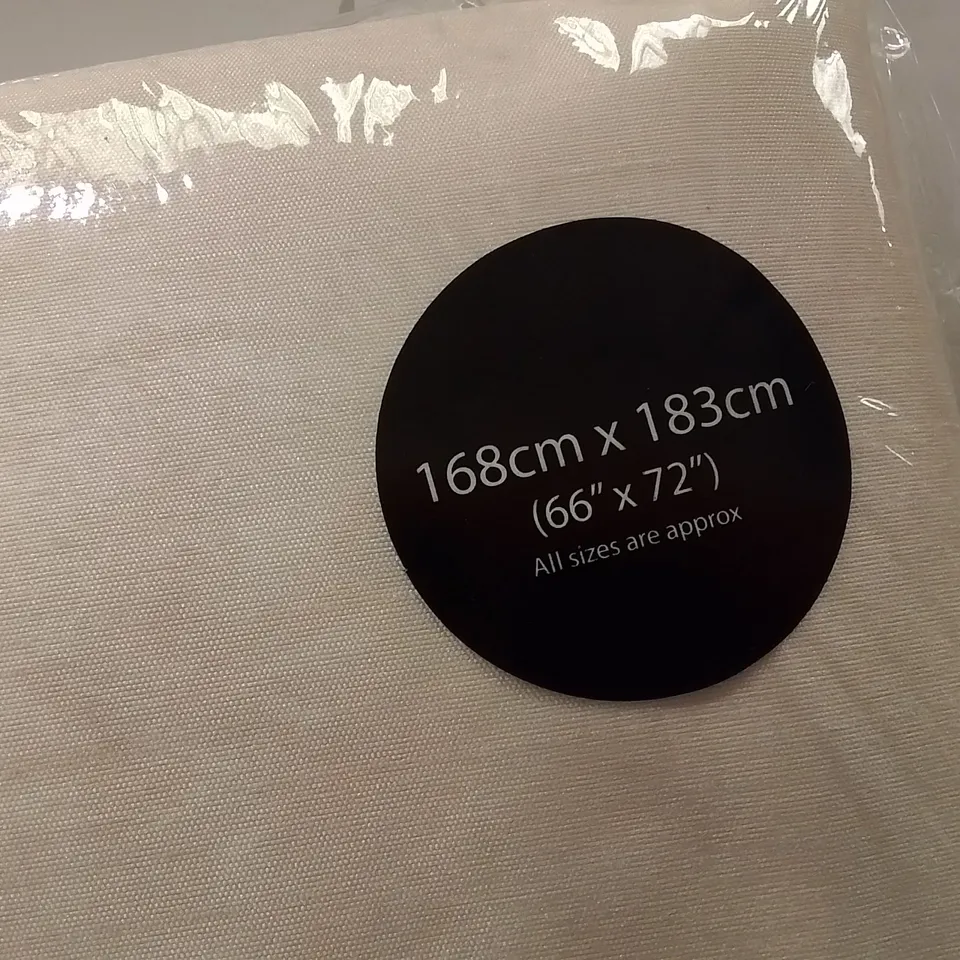 168cm x 183cm
(66” x 72”)
All sizes are approx